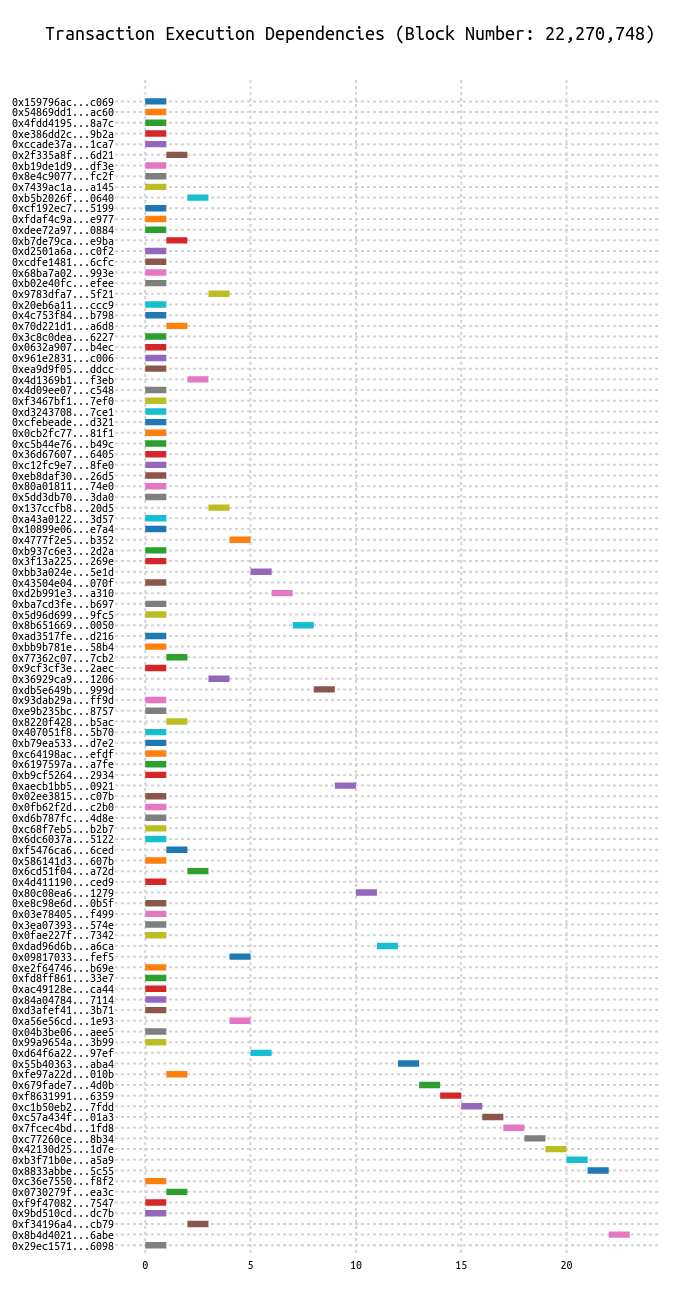 Transaction Execution Dependencies (Block Number: 22,270,748)
0x159796ac...c069
0x54869dd1...ac60
0x4fdd4195...8a7c
0xe386dd2c...9b2a
0xccade37a...1ca7
0x2f335a8f...6d21
0xb19de1d9...df3e
0x8e4c9077...fc2f
0x7439ac1a...a145
0xb5b2026f...0640
0xcf192ec7...5199
0xfdaf4c9a...e977
0xdee72a97...0884
0xb7de79ca...e9ba
0xd2501a6a...c0f2
0xcdfe1481...6cfc
0x68ba7a02...993e
0xb02e40fc...efee
0x9783dfa7...5f21
0x20eb6a11...ccc9
0x4c753f84...b798
0x70d221d1...a6d8
0x3c8c0dea...6227
0x0632a907...b4ec
0x961e2831...c006
0xea9d9f05...ddcc
0x4d1369b1...f3eb
0x4d09ee07...c548
0xf3467bf1...7ef0
0xd3243708...7ce1
0xcfebeade...d321
0x0cb2fc77...81f1
0xc5b44e76...b49c
0x36d67607...6405
0xc12fc9e7...8fe0
0xeb8daf30...26d5
0x80a01811...74e0
0x5dd3db70...3da0
0x137ccfb8...20d5
0xa43a0122...3d57
0x10899e06...e7a4
0x4777f2e5...b352
0xb937c6e3...2d2a
0x3f13a225...269e
0xbb3a024e...5e1d
0x43504e04...070f
0xd2b991e3...a310
0xba7cd3fe...b697
0x5d96d699...9fc5
0x8b651669...0050
0xad3517fe...d216
0xbb9b781e...58b4
0x77362c07...7cb2
0x9cf3cf3e...2aec
0x36929ca9...1206
0xdb5e649b...999d
0x93dab29a...ff9d
0xe9b235bc...8757
0x8220f428...b5ac
0x407051f8...5b70
0xb79ea533...d7e2
0xc64198ac...efdf
0x6197597a...a7fe
0xb9cf5264...2934
0xaecb1bb5...0921
0x02ee3815...c07b
0x0fb62f2d...c2b0
0xd6b787fc...4d8e
0xc68f7eb5...b2b7
0x6dc6037a...5122
0xf5476ca6...6ced
0x586141d3...607b
0x6cd51f04...a72d
0x4d411190...ced9
0x80c08ea6...1279
0xe8c98e6d...0b5f
0x03e78405...f499
0x3ea07393...574e
0x0fae227f...7342
0xdad96d6b...a6ca
0x09817033...fef5
0xe2f64746...b69e
0xfd8ff861...33e7
0xac49128e...ca44
0x84a04784...7114
0xd3afef41...3b71
0xa56e56cd...1e93
0x04b3be06...aee5
0x99a9654a...3b99
0xd64f6a22...97ef
0x55b40363...aba4
0xfe97a22d...010b
0x679fade7...4d0b
0xf8631991...6359
0xc1b50eb2...7fdd
0xc57a434f...01a3
0x7fcec4bd...1fd8
0xc77260ce...8b34
0x42130d25...1d7e
0xb3f71b0e...a5a9
0x8833abbe...5c55
0xc36e7550...f8f2
0x0730279f...ea3c
0xf9f47082...7547
0x9bd510cd...dc7b
0xf34196a4...cb79
0x8b4d4021...6abe
0x29ec1571...6098
0 5 10 15 20